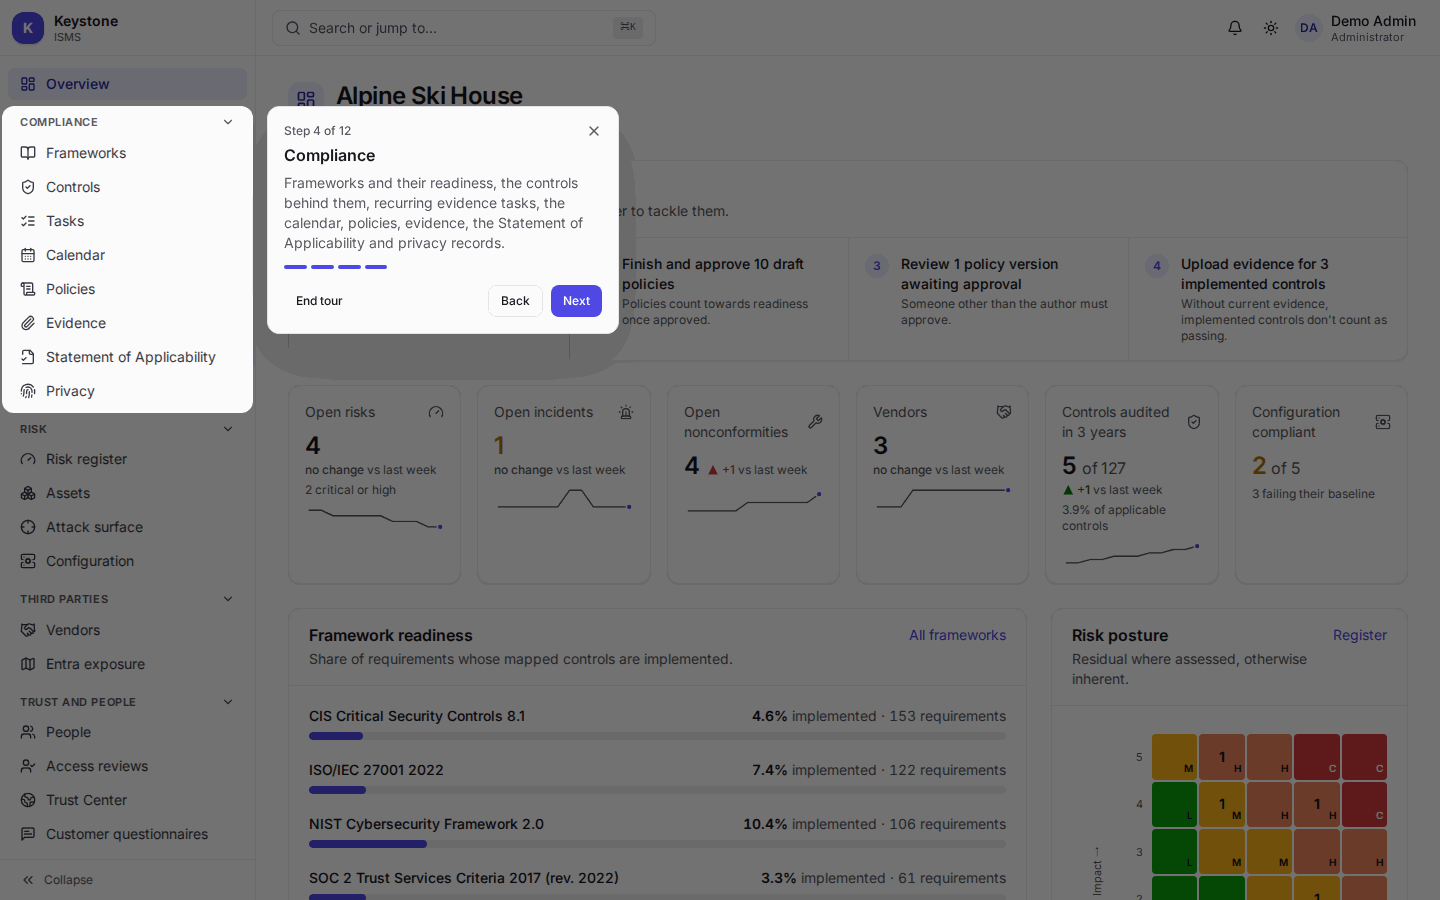 K
Keystone
ISMS
Search or jump to...
⌘K
DA
Demo Admin
Administrator
Overview
COMPLIANCE
Frameworks
Controls
Tasks
Calendar
Policies
Evidence
Statement of Applicability
Privacy
RISK
Risk register
Assets
Attack surface
Configuration
THIRD PARTIES
Vendors
Entra exposure
TRUST AND PEOPLE
People
Access reviews
Trust Center
Customer questionnaires
Collapse
Alpine Ski House
Step 4 of 12
Compliance
Frameworks and their readiness, the controls
behind them, recurring evidence tasks, the
calendar, policies, evidence, the Statement of
Applicability and privacy records.
End tour
Back
Next
to tackle them.
Finish and approve 10 draft
policies
Policies count towards readiness
once approved.
3
Review 1 policy version
awaiting approval
Someone other than the author must
approve.
4
Upload evidence for 3
implemented controls
Without current evidence,
implemented controls don't count as
passing.
Open risks
4
no change vs last week
2 critical or high
Open incidents
1
no change vs last week
Open
nonconformities
4 ▲ +1 vs last week
Vendors
3
no change vs last week
Controls audited
in 3 years
5 of 127
▲ +1 vs last week
3.9% of applicable
controls
Configuration
compliant
2 of 5
3 failing their baseline
Framework readiness
All frameworks
Share of requirements whose mapped controls are implemented.
CIS Critical Security Controls 8.1
4.6% implemented · 153 requirements
ISO/IEC 27001 2022
7.4% implemented · 122 requirements
NIST Cybersecurity Framework 2.0
10.4% implemented · 106 requirements
SOC 2 Trust Services Criteria 2017 (rev. 2022)
3.3% implemented · 61 requirements
Risk posture
Register
Residual where assessed, otherwise
inherent.
Impact →
5 M 1 H H C C
4 L 1 M H 1 H C
3 L M M H H
2 1